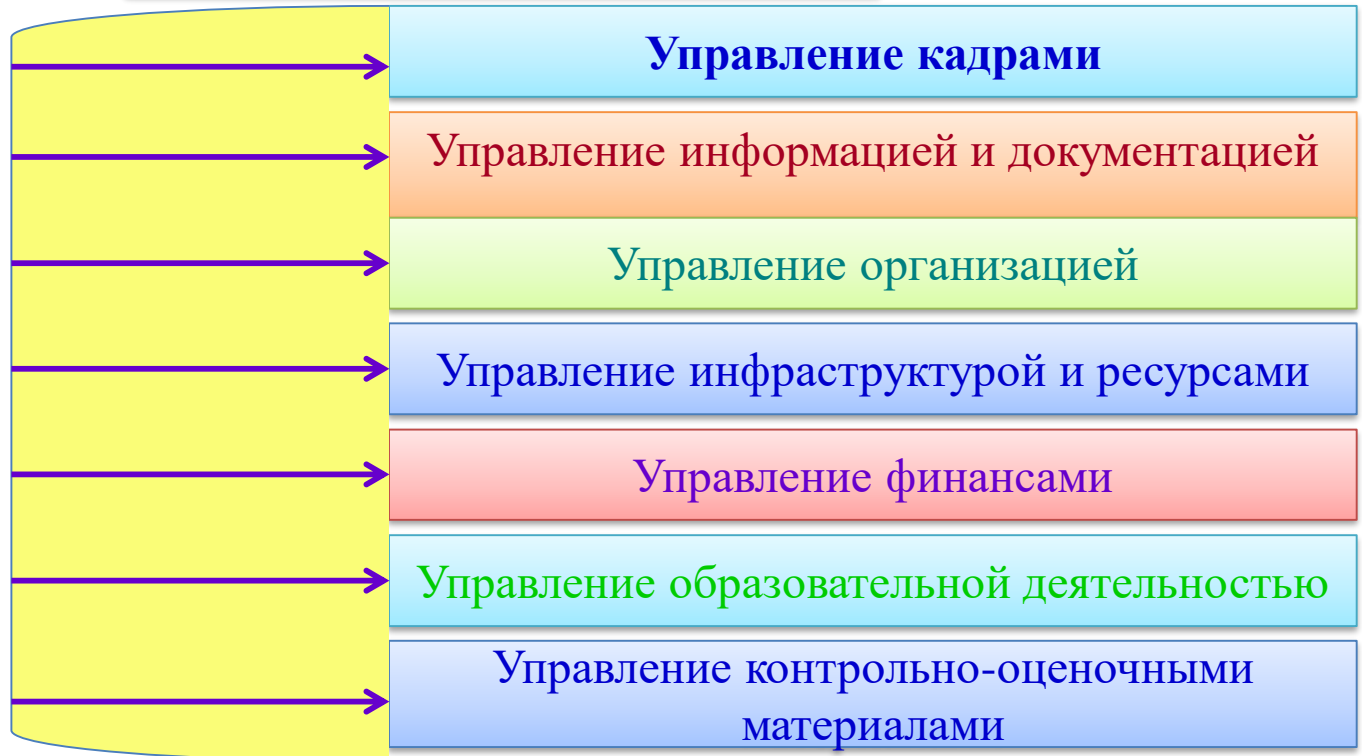 Управление кадрами
Управление информацией и документацией
Управление организацией
Управление инфраструктурой и ресурсами
Управление финансами
Управление образовательной деятельностью
Управление контрольно-оценочными
материалами